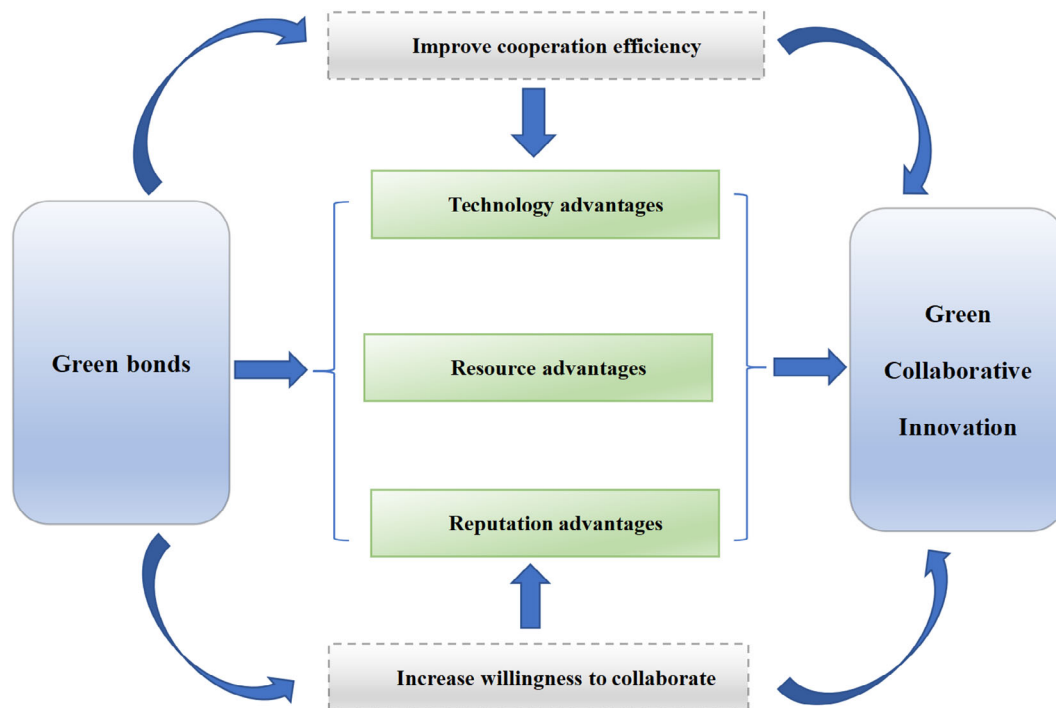 Improve cooperation efficiency
Technology advantages
Green bonds
Resource advantages
Green
Collaborative
Innovation
Reputation advantages
Increase willingness to collaborate